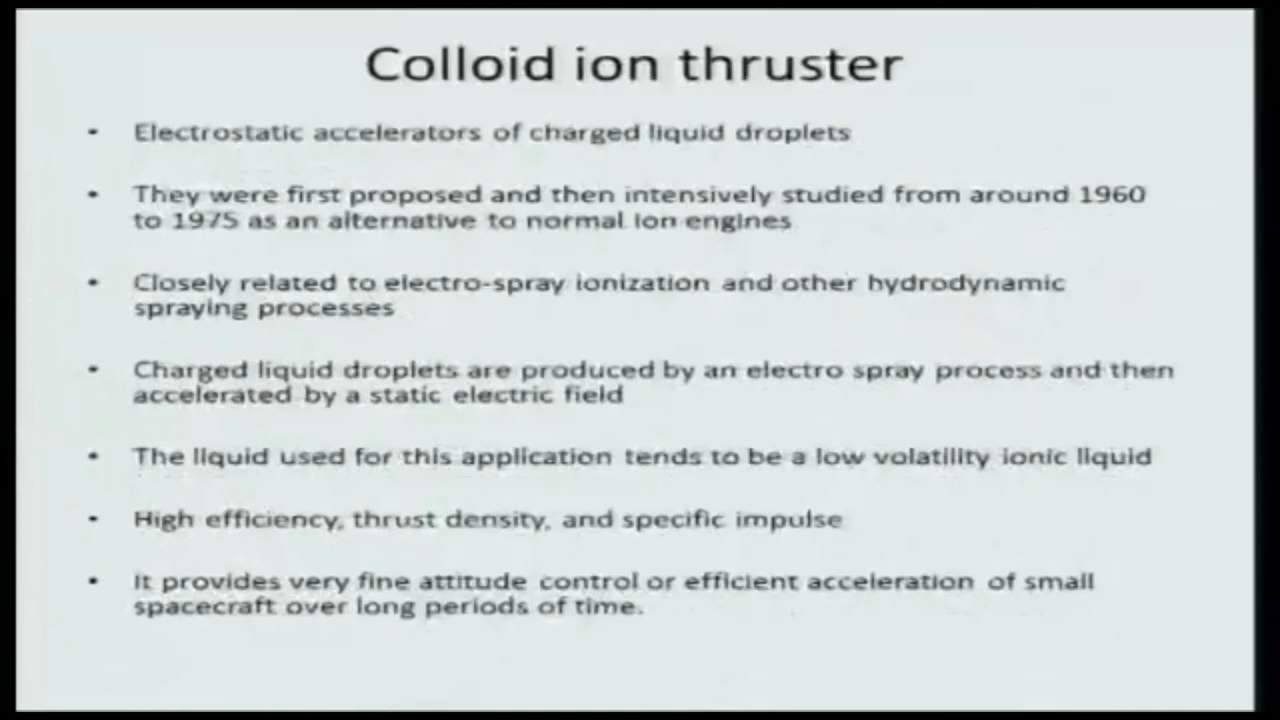 Colloid ion thruster
• Electrostatic accelerators of charged liquid droplets
• They were first proposed and then intensively studied from around 1960
to 1975 as an alternative to normal ion engines
• Closely related to electro-spray ionization and other hydrodynamic
spraying processes
• Charged liquid droplets are produced by an electro spray process and then
accelerated by a static electric field
• The liquid used for this application tends to be a low volatility ionic liquid
• High efficiency, thrust density, and specific impulse
• It provides very fine attitude control or efficient acceleration of small
spacecraft over long periods of time.